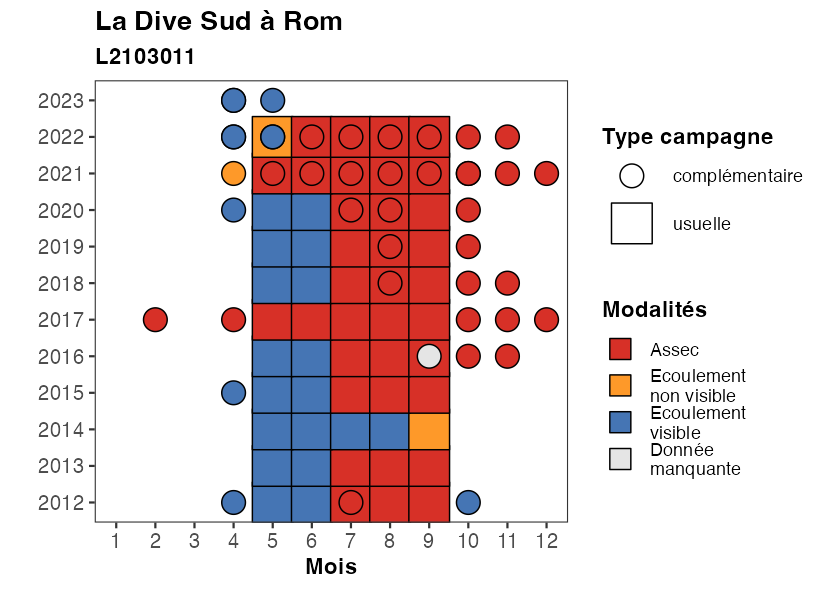 La Dive Sud à Rom
L2103011
2023
2022
2021
2020
2019
2018
2017
2016
2015
2014
2013
2012
1 2 3 4 5 6 7 8 9 10 11 12
Mois
Type campagne
complémentaire
usuelle
Modalités
Assec
Ecoulement
non visible
Ecoulement
visible
Donnée
manquante